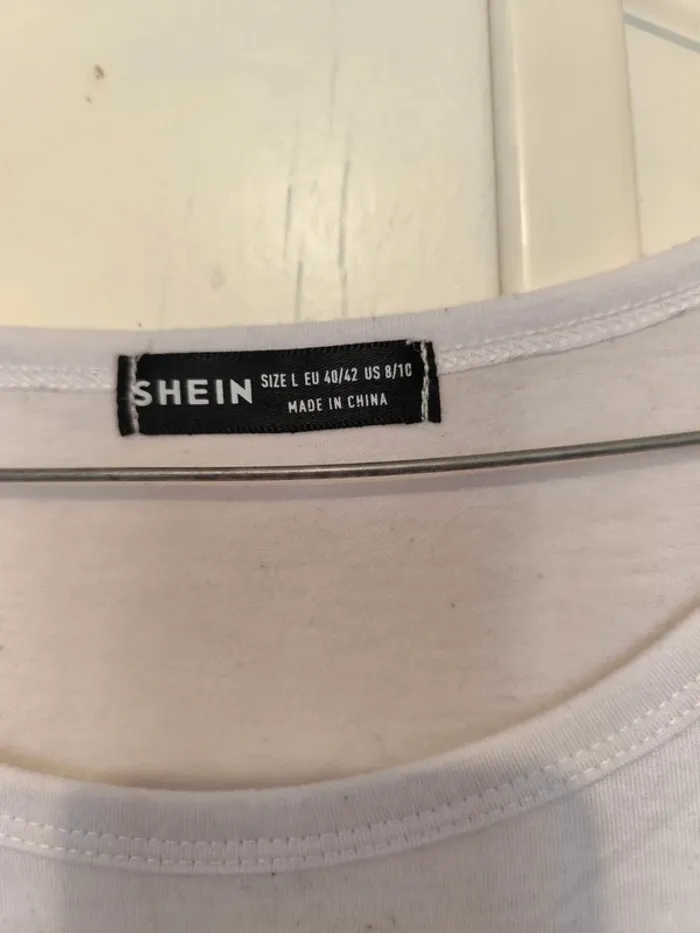 SHEIN
SIZE L EU 40/42 US 8/10
MADE IN CHINA